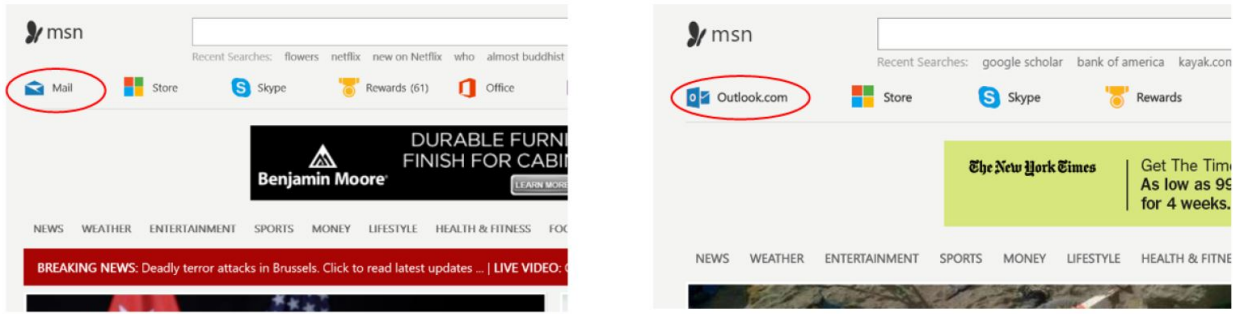 msn
Recent Searches: flowers netflix new on Netflix who almost buddhist
Mail Store Skype Rewards (61) Office
DURABLE FURNI
FINISH FOR CABI
Benjamin Moore
LEARN MORE
NEWS WEATHER ENTERTAINMENT SPORTS MONEY LIFESTYLE HEALTH & FITNESS FOO
BREAKING NEWS: Deadly terror attacks in Brussels. Click to read latest updates ... | LIVE VIDEO:
msn
Recent Searches: google scholar bank of america kayak.com
Outlook.com Store Skype Rewards
The New York Times
Get The Time
As low as 99
for 4 weeks.
NEWS WEATHER ENTERTAINMENT SPORTS MONEY LIFESTYLE HEALTH & FITNE